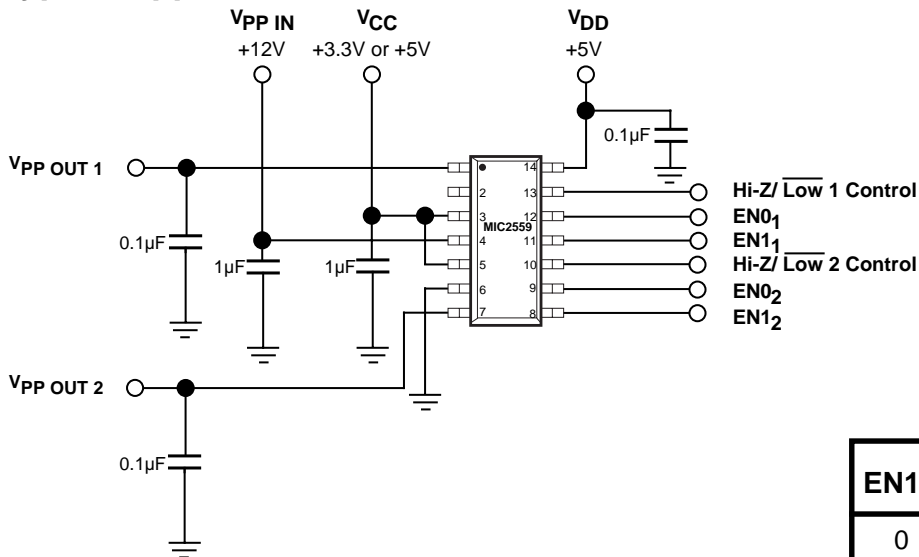 VPP IN VCC VDD
+12V +3.3V or +5V +5V
0.1µF
VPP OUT 1
14
2 13 Hi-Z/ Low 1 Control
3 12 EN01
MIC2559
4 11 EN11
0.1µF 1µF 1µF 5 10 Hi-Z/ Low 2 Control
6 9 EN02
7 8 EN12
VPP OUT 2
0.1µF
EN1
0